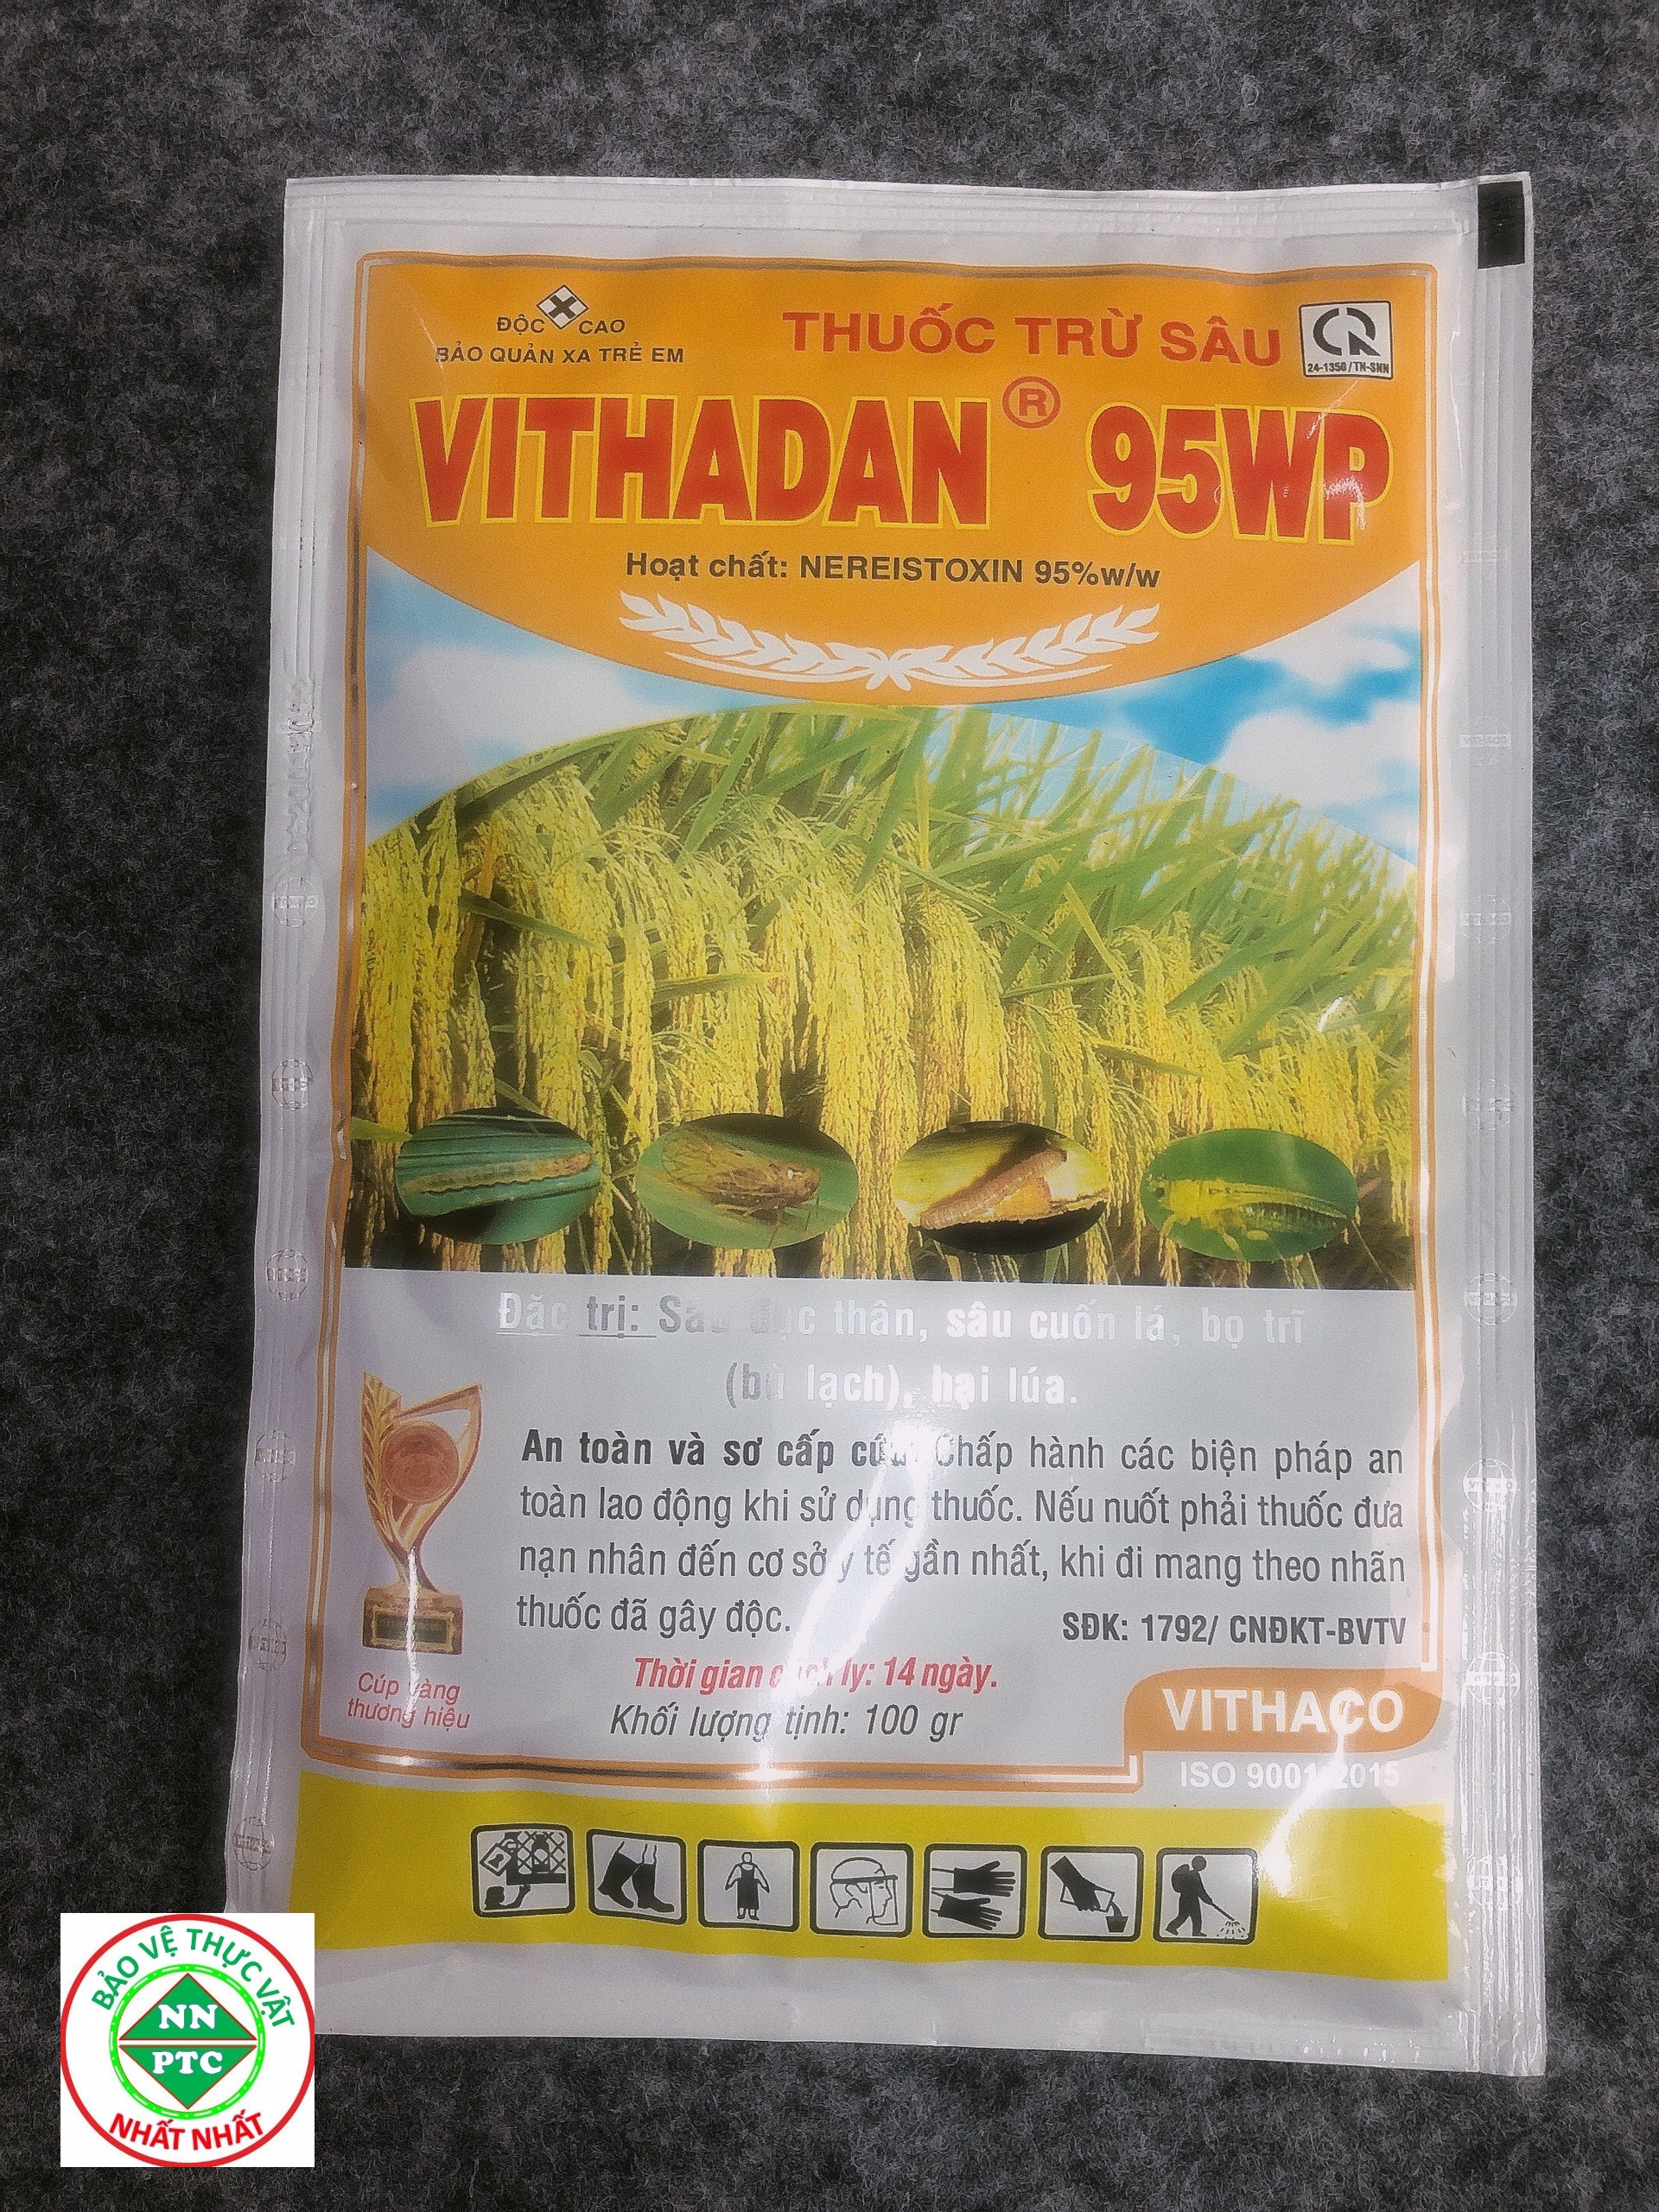 ĐỘC CAO
BẢO QUẢN XA TRẺ EM
THUỐC TRỪ SÂU
24-1350/TN-SNN
VITHADAN ® 95WP
Hoạt chất: NEREISTOXIN 95%w/w
Đặc trị: Sâu đục thân, sâu cuốn lá, bọ trĩ
(bù lạch), hại lúa.
An toàn và sơ cấp cứu: Chấp hành các biện pháp an
toàn lao động khi sử dụng thuốc. Nếu nuốt phải thuốc đưa
nạn nhân đến cơ sở y tế gần nhất, khi đi mang theo nhãn
thuốc đã gây độc.
SĐK: 1792/ CNĐKT-BVTV
Thời gian cách ly: 14 ngày.
Khối lượng tịnh: 100 gr
Cúp vàng
thương hiệu
VITHACO
ISO 9001:2015
BẢO VỆ THỰC VẬT
NN
PTC
NHẤT NHẤT